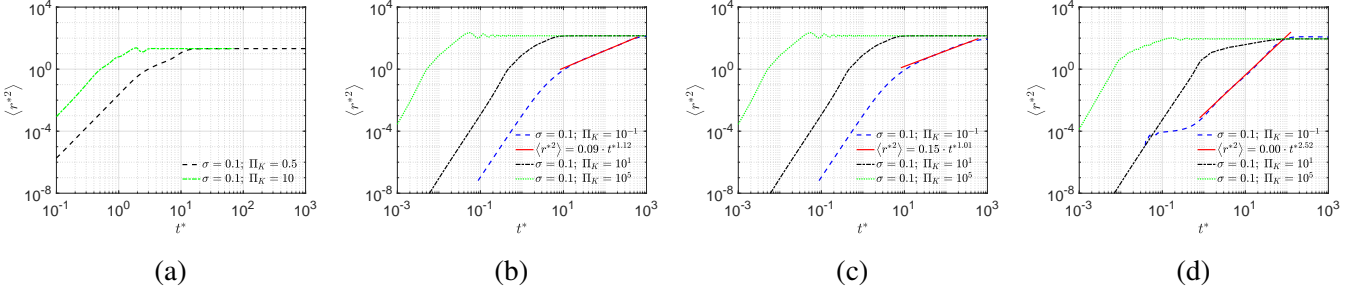 10^4
10^0
10^{-4}
10^{-8}
⟨r^{*2}⟩
σ = 0.1; Π_K = 0.5
σ = 0.1; Π_K = 10
10^{-1} 10^0 10^1 10^2 10^3
t^*
(a)
10^4
10^0
10^{-4}
10^{-8}
⟨r^{*2}⟩
σ = 0.1; Π_K = 10^{-1}
⟨r^{*2}⟩ = 0.09 · t^{*1.12}
σ = 0.1; Π_K = 10^1
σ = 0.1; Π_K = 10^5
10^{-3} 10^{-1} 10^1 10^3
t^*
(b)
10^4
10^0
10^{-4}
10^{-8}
⟨r^{*2}⟩
σ = 0.1; Π_K = 10^{-1}
⟨r^{*2}⟩ = 0.15 · t^{*1.01}
σ = 0.1; Π_K = 10^1
σ = 0.1; Π_K = 10^5
10^{-3} 10^{-1} 10^1 10^3
t^*
(c)
10^4
10^0
10^{-4}
10^{-8}
⟨r^{*2}⟩
σ = 0.1; Π_K = 10^{-1}
⟨r^{*2}⟩ = 0.00 · t^{*2.52}
σ = 0.1; Π_K = 10^1
σ = 0.1; Π_K = 10^5
10^{-3} 10^{-1} 10^1 10^3
t^*
(d)